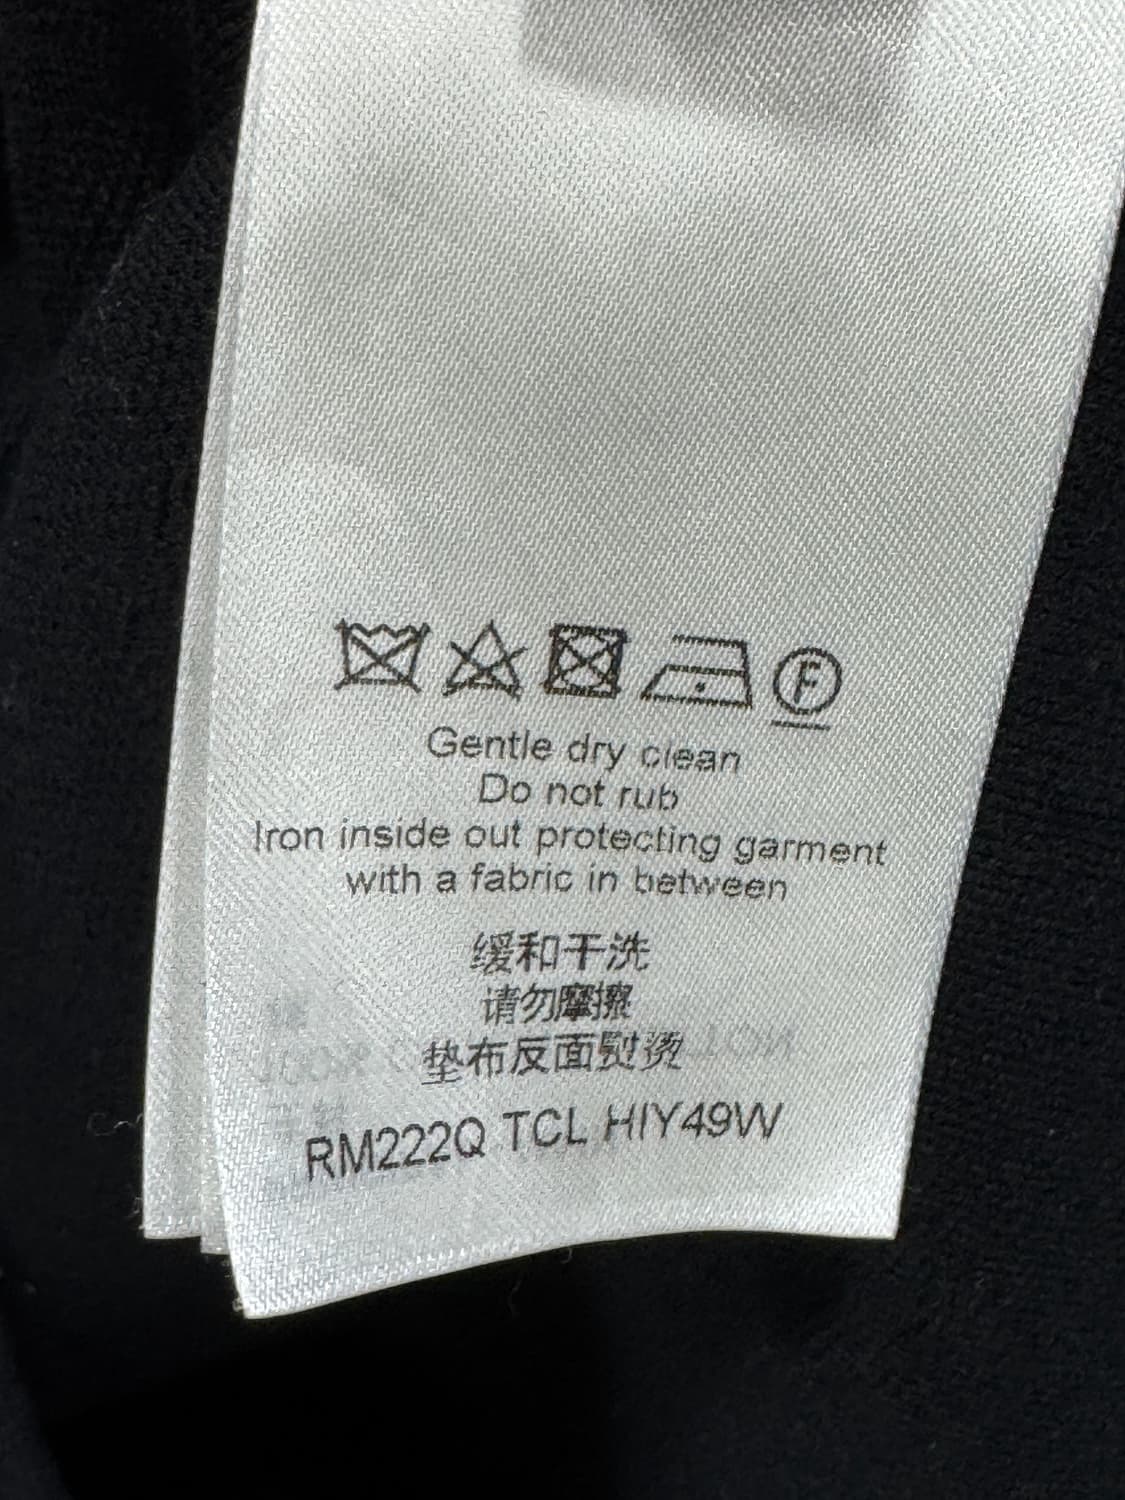 F
Gentle dry clean
Do not rub
Iron inside out protecting garment
with a fabric in between
缓和干洗
请勿摩擦
垫布反面熨烫
RM222Q TCL HIY49W